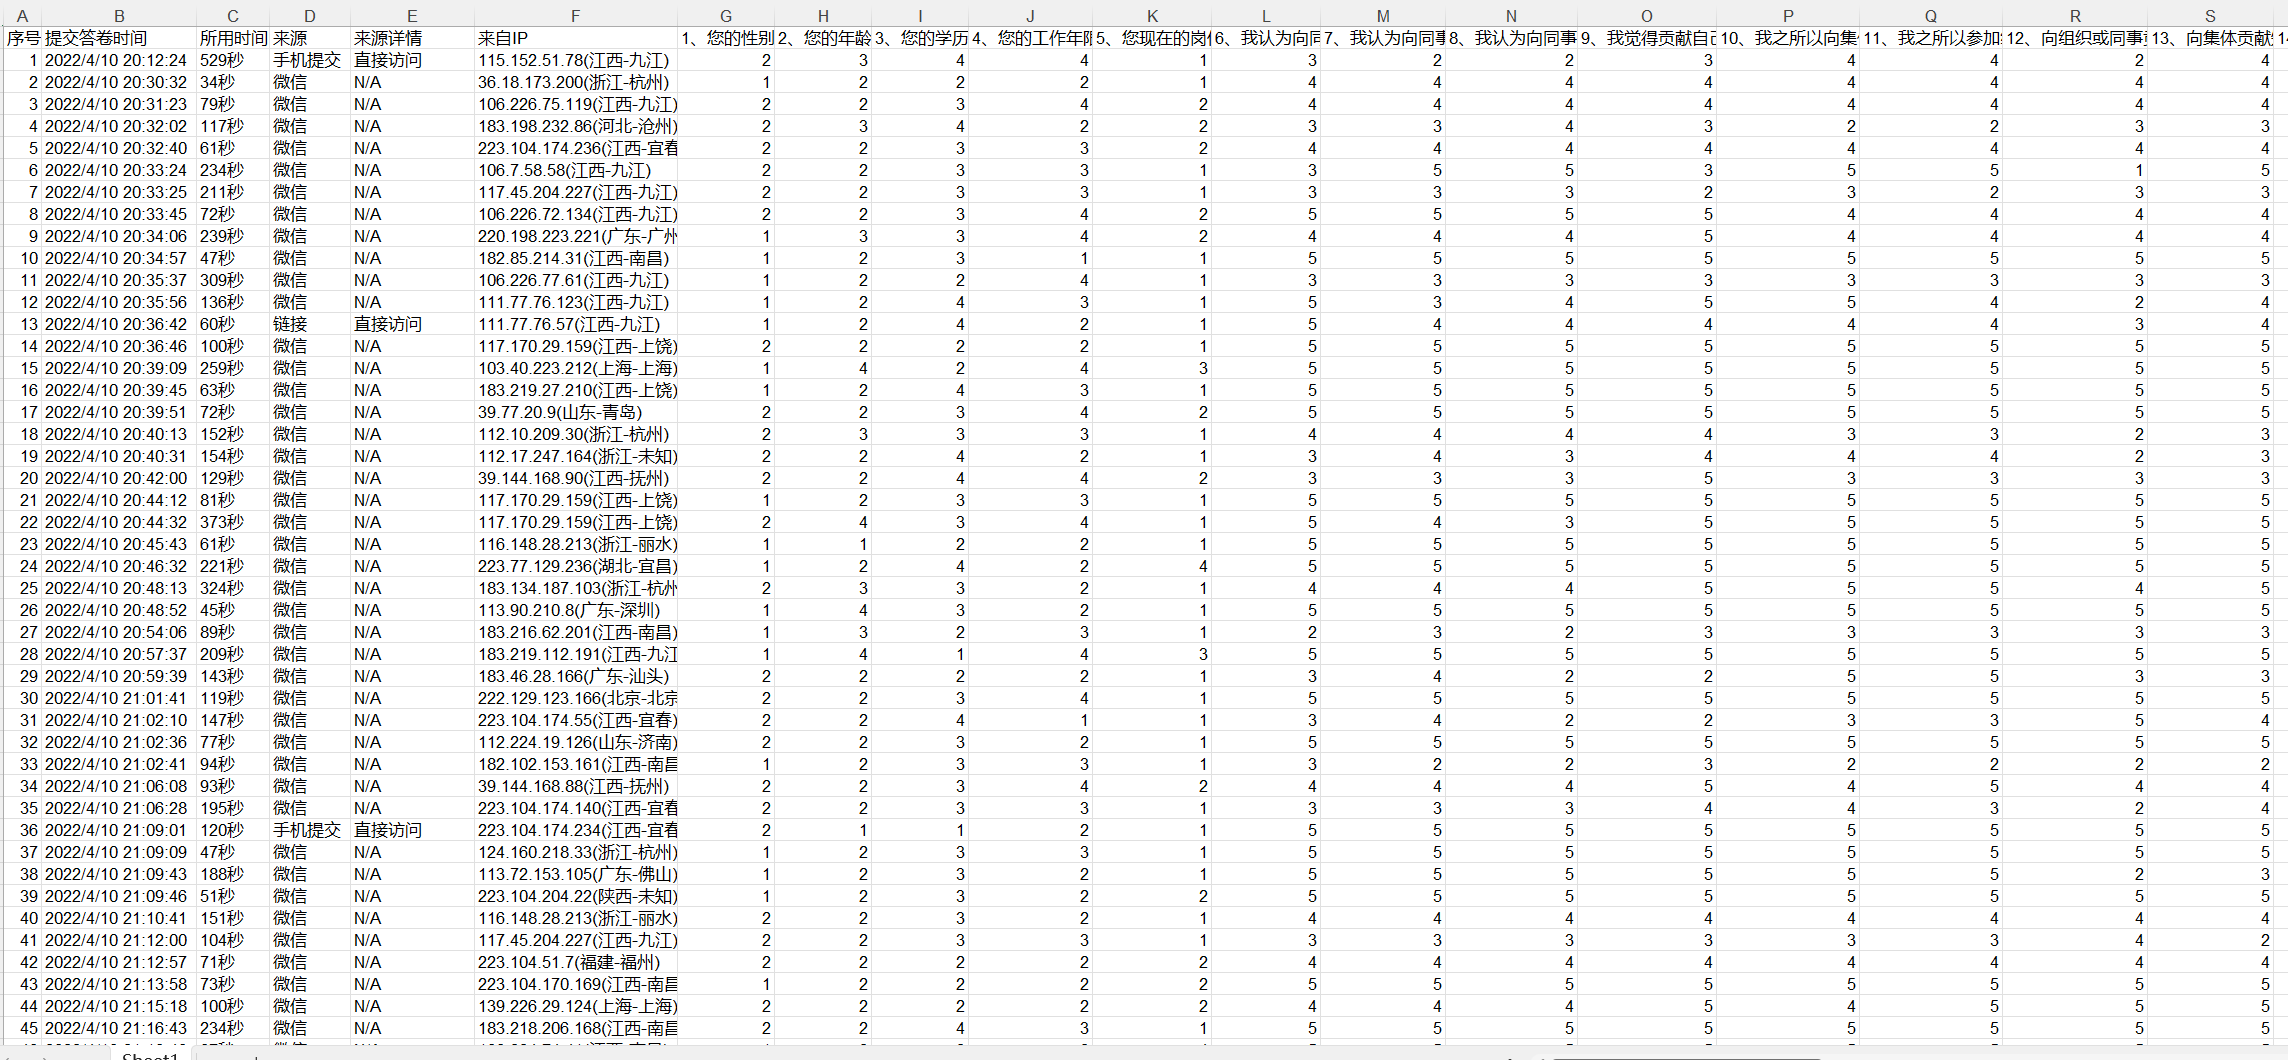 A B C D E F G H I J K L M N O P Q R S
序号 提交答卷时间 所用时间 来源 来源详情 来自IP 1、您的性别 2、您的年龄 3、您的学历 4、您的工作年限 5、您现在的岗位 6、我认为向同 7、我认为向同事 8、我认为向同事 9、我觉得贡献自己 10、我之所以向集 11、我之所以参加 12、向组织或同事 13、向集体贡献 14
1 2022/4/10 20:12:24 529秒 手机提交 直接访问 115.152.51.78(江西-九江) 2 3 4 4 1 3 2 2 3 4 4 2 4
2 2022/4/10 20:30:32 34秒 微信 N/A 36.18.173.200(浙江-杭州) 1 2 2 2 1 4 4 4 4 4 4 4 4
3 2022/4/10 20:31:23 79秒 微信 N/A 106.226.75.119(江西-九江) 2 2 3 4 2 4 4 4 4 4 4 4 4
4 2022/4/10 20:32:02 117秒 微信 N/A 183.198.232.86(河北-沧州) 2 3 4 2 2 3 3 4 3 2 2 3 3
5 2022/4/10 20:32:40 61秒 微信 N/A 223.104.174.236(江西-宜春 2 2 3 3 2 4 4 4 4 4 4 4 4
6 2022/4/10 20:33:24 234秒 微信 N/A 106.7.58.58(江西-九江) 2 2 3 3 1 3 5 5 3 5 5 1 5
7 2022/4/10 20:33:25 211秒 微信 N/A 117.45.204.227(江西-九江) 2 2 3 3 1 3 3 3 2 3 2 3 3
8 2022/4/10 20:33:45 72秒 微信 N/A 106.226.72.134(江西-九江) 2 2 3 4 2 5 5 5 5 4 4 4 4
9 2022/4/10 20:34:06 239秒 微信 N/A 220.198.223.221(广东-广州 1 3 3 4 2 4 4 4 5 4 4 4 4
10 2022/4/10 20:34:57 47秒 微信 N/A 182.85.214.31(江西-南昌) 1 2 3 1 1 5 5 5 5 5 5 5 5
11 2022/4/10 20:35:37 309秒 微信 N/A 106.226.77.61(江西-九江) 1 2 2 4 1 3 3 3 3 3 3 3 3
12 2022/4/10 20:35:56 136秒 微信 N/A 111.77.76.123(江西-九江) 1 2 4 3 1 5 3 4 5 5 4 2 4
13 2022/4/10 20:36:42 60秒 链接 直接访问 111.77.76.57(江西-九江) 1 2 4 2 1 5 4 4 4 4 4 3 4
14 2022/4/10 20:36:46 100秒 微信 N/A 117.170.29.159(江西-上饶) 2 2 2 2 1 5 5 5 5 5 5 5 5
15 2022/4/10 20:39:09 259秒 微信 N/A 103.40.223.212(上海-上海) 1 4 2 4 3 5 5 5 5 5 5 5 5
16 2022/4/10 20:39:45 63秒 微信 N/A 183.219.27.210(江西-上饶) 1 2 4 3 1 5 5 5 5 5 5 5 5
17 2022/4/10 20:39:51 72秒 微信 N/A 39.77.20.9(山东-青岛) 2 2 3 4 2 5 5 5 5 5 5 5 5
18 2022/4/10 20:40:13 152秒 微信 N/A 112.10.209.30(浙江-杭州) 2 3 3 3 1 4 4 4 4 3 3 2 3
19 2022/4/10 20:40:31 154秒 微信 N/A 112.17.247.164(浙江-未知) 2 2 4 2 1 3 4 3 4 4 4 2 3
20 2022/4/10 20:42:00 129秒 微信 N/A 39.144.168.90(江西-抚州) 2 2 4 4 2 3 3 3 5 3 3 3 3
21 2022/4/10 20:44:12 81秒 微信 N/A 117.170.29.159(江西-上饶) 1 2 3 3 1 5 5 5 5 5 5 5 5
22 2022/4/10 20:44:32 373秒 微信 N/A 117.170.29.159(江西-上饶) 2 4 3 4 1 5 4 3 5 5 5 5 5
23 2022/4/10 20:45:43 61秒 微信 N/A 116.148.28.213(浙江-丽水) 1 1 2 2 1 5 5 5 5 5 5 5 5
24 2022/4/10 20:46:32 221秒 微信 N/A 223.77.129.236(湖北-宜昌) 1 2 4 2 4 5 5 5 5 5 5 5 5
25 2022/4/10 20:48:13 324秒 微信 N/A 183.134.187.103(浙江-杭州 2 3 3 2 1 4 4 4 5 5 5 4 5
26 2022/4/10 20:48:52 45秒 微信 N/A 113.90.210.8(广东-深圳) 1 4 3 2 1 5 5 5 5 5 5 5 5
27 2022/4/10 20:54:06 89秒 微信 N/A 183.216.62.201(江西-南昌) 1 3 2 3 1 2 3 2 3 3 3 3 3
28 2022/4/10 20:57:37 209秒 微信 N/A 183.219.112.191(江西-九江 1 4 1 4 3 5 5 5 5 5 5 5 5
29 2022/4/10 20:59:39 143秒 微信 N/A 183.46.28.166(广东-汕头) 2 2 2 2 1 3 4 2 2 5 5 3 3
30 2022/4/10 21:01:41 119秒 微信 N/A 222.129.123.166(北京-北京 2 2 3 4 1 5 5 5 5 5 5 5 5
31 2022/4/10 21:02:10 147秒 微信 N/A 223.104.174.55(江西-宜春) 2 2 4 1 1 3 4 2 2 3 3 5 4
32 2022/4/10 21:02:36 77秒 微信 N/A 112.224.19.126(山东-济南) 2 2 3 2 1 5 5 5 5 5 5 5 5
33 2022/4/10 21:02:41 94秒 微信 N/A 182.102.153.161(江西-南昌 1 2 3 3 1 3 2 2 3 2 2 2 2
34 2022/4/10 21:06:08 93秒 微信 N/A 39.144.168.88(江西-抚州) 2 2 3 4 2 4 4 4 5 4 5 4 4
35 2022/4/10 21:06:28 195秒 微信 N/A 223.104.174.140(江西-宜春 2 2 3 3 1 3 3 3 4 4 3 2 4
36 2022/4/10 21:09:01 120秒 手机提交 直接访问 223.104.174.234(江西-宜春 2 1 1 2 1 5 5 5 5 5 5 5 5
37 2022/4/10 21:09:09 47秒 微信 N/A 124.160.218.33(浙江-杭州) 1 2 3 3 1 5 5 5 5 5 5 5 5
38 2022/4/10 21:09:43 188秒 微信 N/A 113.72.153.105(广东-佛山) 1 2 3 2 1 5 5 5 5 5 5 2 3
39 2022/4/10 21:09:46 51秒 微信 N/A 223.104.204.22(陕西-未知) 1 2 3 2 2 5 5 5 5 5 5 5 5
40 2022/4/10 21:10:41 151秒 微信 N/A 116.148.28.213(浙江-丽水) 2 2 3 2 1 4 4 4 4 4 4 4 4
41 2022/4/10 21:12:00 104秒 微信 N/A 117.45.204.227(江西-九江) 2 2 3 3 1 3 3 3 3 3 3 4 2
42 2022/4/10 21:12:57 71秒 微信 N/A 223.104.51.7(福建-福州) 2 2 2 2 2 4 4 4 4 4 4 4 4
43 2022/4/10 21:13:58 73秒 微信 N/A 223.104.170.169(江西-南昌 1 2 2 2 2 5 5 5 5 5 5 5 5
44 2022/4/10 21:15:18 100秒 微信 N/A 139.226.29.124(上海-上海) 2 2 2 2 2 4 4 4 5 4 5 5 5
45 2022/4/10 21:16:43 234秒 微信 N/A 183.218.206.168(江西-南昌 2 2 4 3 1 5 5 5 5 5 5 5 5
Sheet1